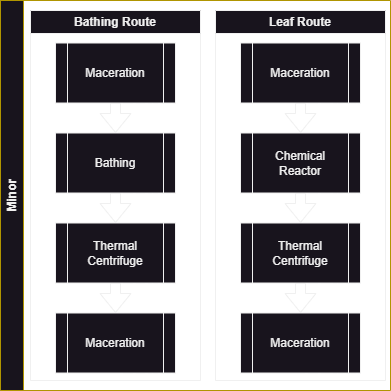 Minor
Bathing Route
Maceration
Bathing
Thermal
Centrifuge
Maceration
Leaf Route
Maceration
Chemical
Reactor
Thermal
Centrifuge
Maceration